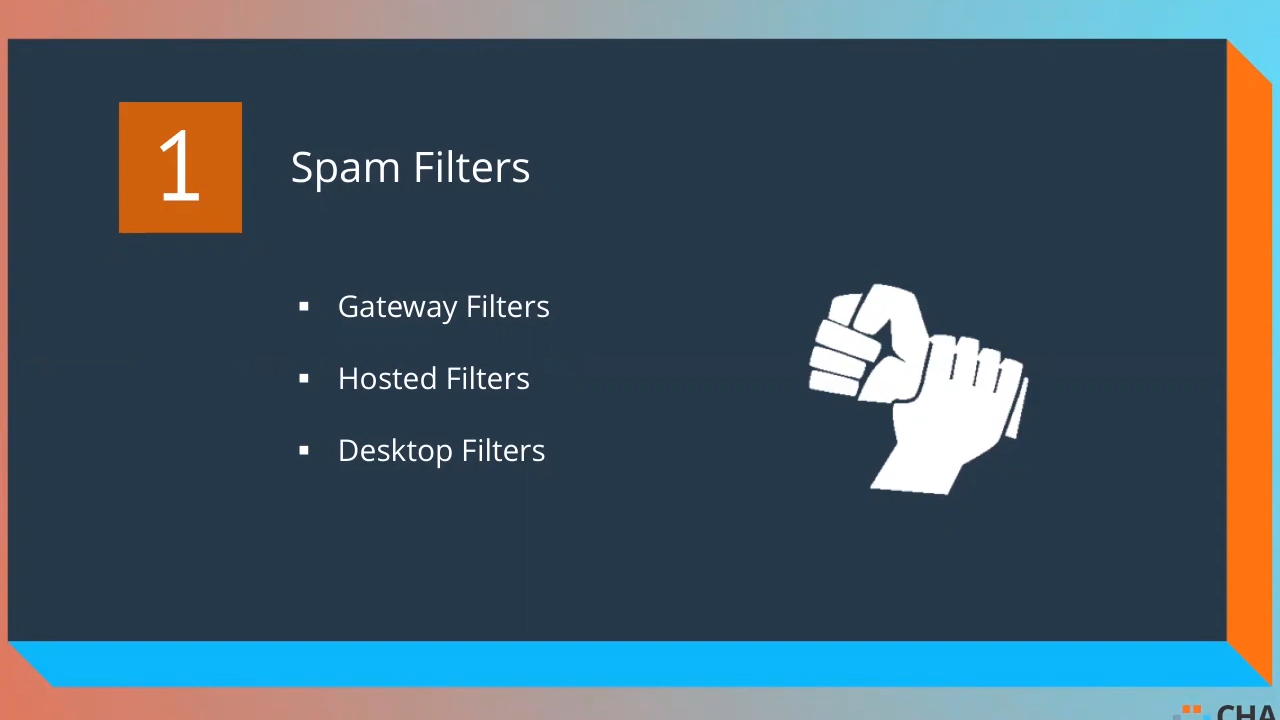 1
Spam Filters
▪ Gateway Filters
▪ Hosted Filters
▪ Desktop Filters
CHA